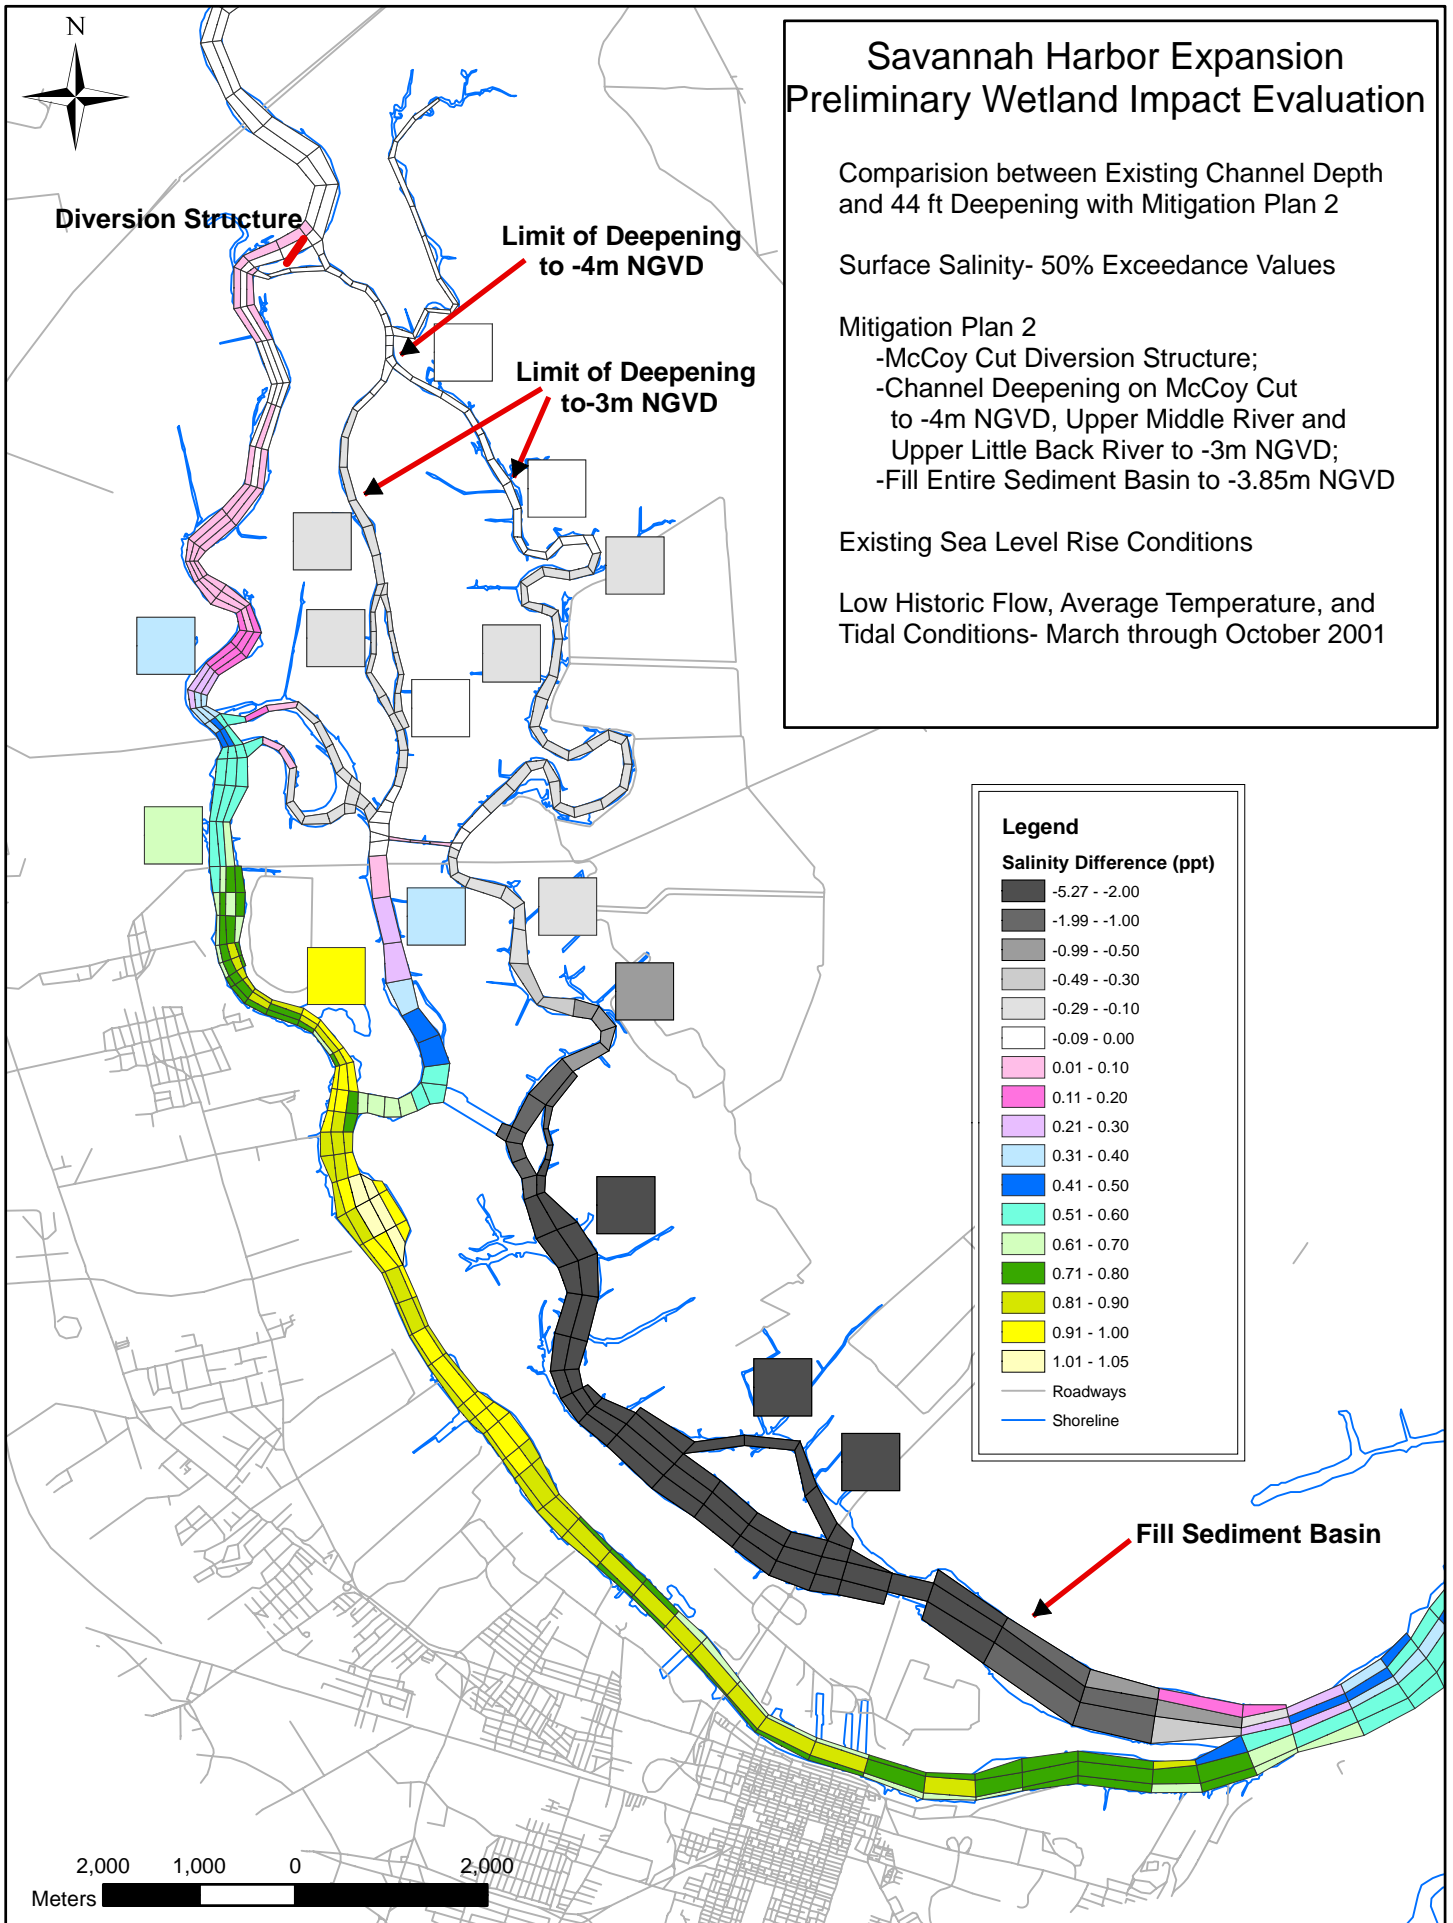 N
Savannah Harbor Expansion
Preliminary Wetland Impact Evaluation
Comparision between Existing Channel Depth
and 44 ft Deepening with Mitigation Plan 2
Surface Salinity- 50% Exceedance Values
Mitigation Plan 2
-McCoy Cut Diversion Structure;
-Channel Deepening on McCoy Cut
to -4m NGVD, Upper Middle River and
Upper Little Back River to -3m NGVD;
-Fill Entire Sediment Basin to -3.85m NGVD
Existing Sea Level Rise Conditions
Low Historic Flow, Average Temperature, and
Tidal Conditions- March through October 2001
Diversion Structure
Limit of Deepening
to -4m NGVD
Limit of Deepening
to-3m NGVD
Legend
Salinity Difference (ppt)
-5.27 - -2.00
-1.99 - -1.00
-0.99 - -0.50
-0.49 - -0.30
-0.29 - -0.10
-0.09 - 0.00
0.01 - 0.10
0.11 - 0.20
0.21 - 0.30
0.31 - 0.40
0.41 - 0.50
0.51 - 0.60
0.61 - 0.70
0.71 - 0.80
0.81 - 0.90
0.91 - 1.00
1.01 - 1.05
Roadways
Shoreline
Fill Sediment Basin
2,000 1,000 0 2,000
Meters